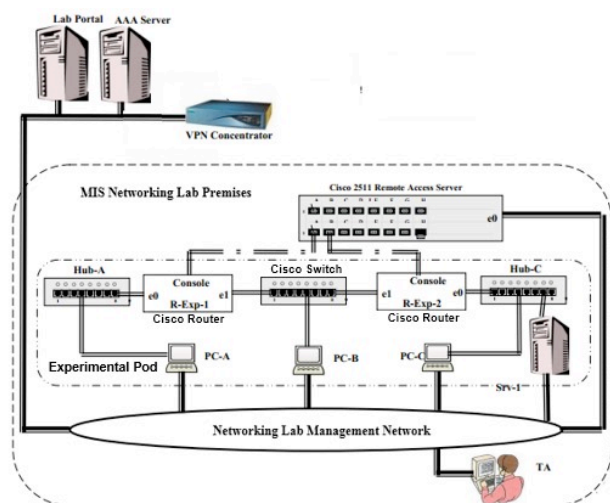 Lab Portal
AAA Server
VPN Concentrator
MIS Networking Lab Premises
Cisco 2511 Remote Access Server
e0
Hub-A
Console
Cisco Switch
Console
Hub-C
e0
R-Exp-1
e1
e1
R-Exp-2
e0
Cisco Router
Cisco Router
Experimental Pod
PC-A
PC-B
PC-C
Srv-1
Networking Lab Management Network
TA